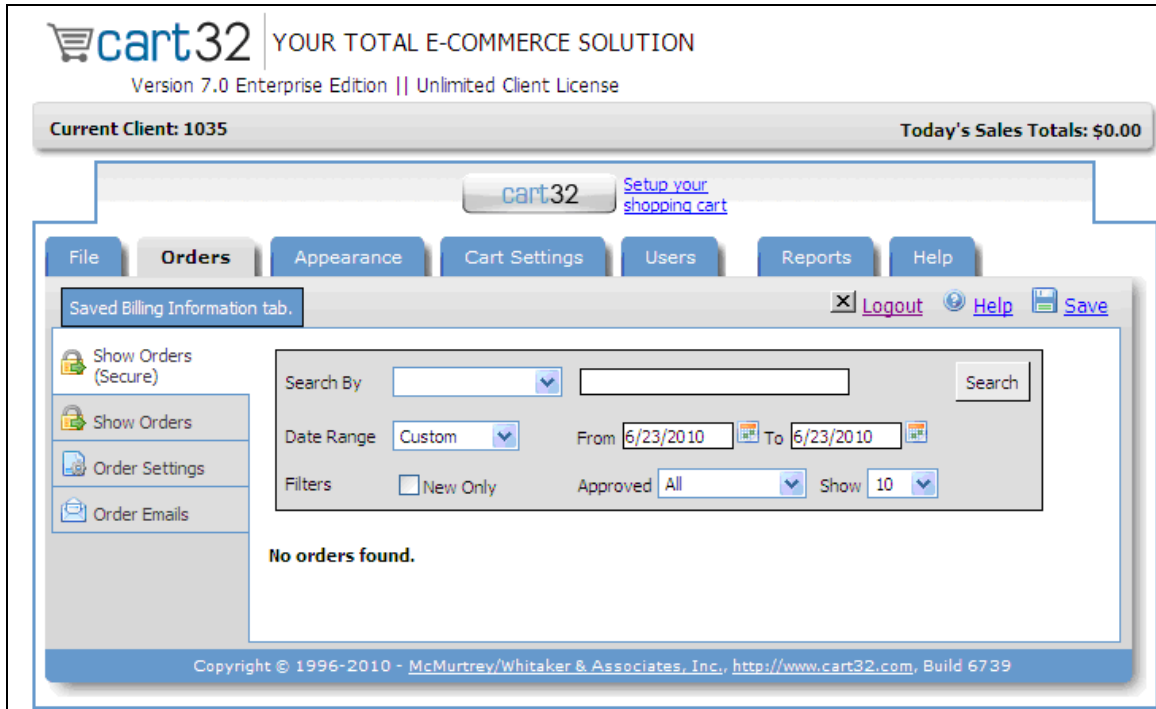 cart32 YOUR TOTAL E-COMMERCE SOLUTION
Version 7.0 Enterprise Edition || Unlimited Client License
Current Client: 1035 Today's Sales Totals: $0.00
cart32 Setup your
shopping cart
File Orders Appearance Cart Settings Users Reports Help
Saved Billing Information tab. Logout Help Save
Show Orders
(Secure)
Show Orders
Order Settings
Order Emails
Search By Search
Date Range Custom From 6/23/2010 To 6/23/2010
Filters New Only Approved All Show 10
No orders found.
Copyright © 1996-2010 - McMurtrey/Whitaker & Associates, Inc., http://www.cart32.com, Build 6739